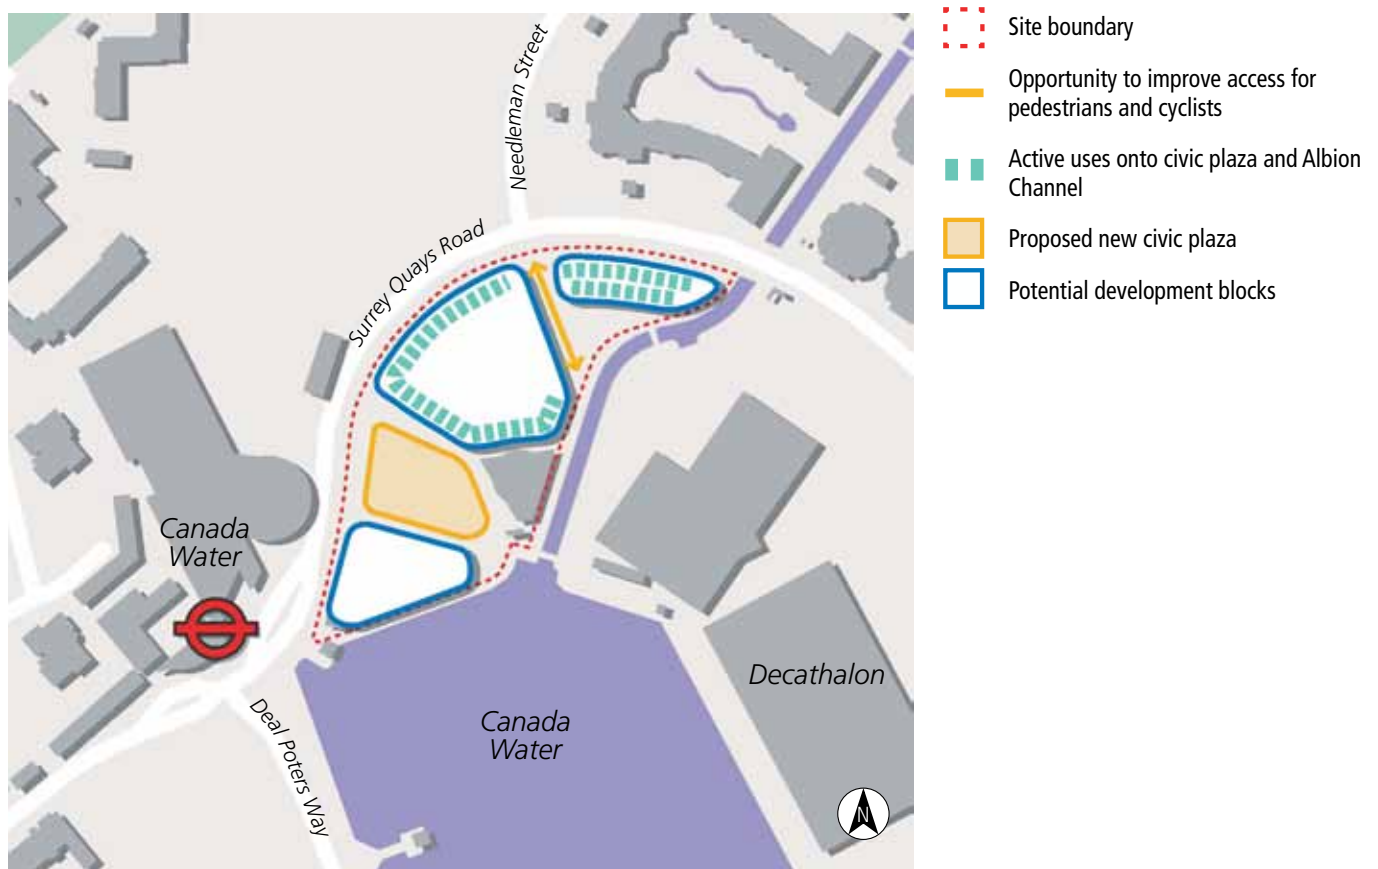 Needleman Street
Surrey Quays Road
Canada
Water
Deal Poters Way
Canada
Water
Decathalon
N
Site boundary
Opportunity to improve access for
pedestrians and cyclists
Active uses onto civic plaza and Albion
Channel
Proposed new civic plaza
Potential development blocks